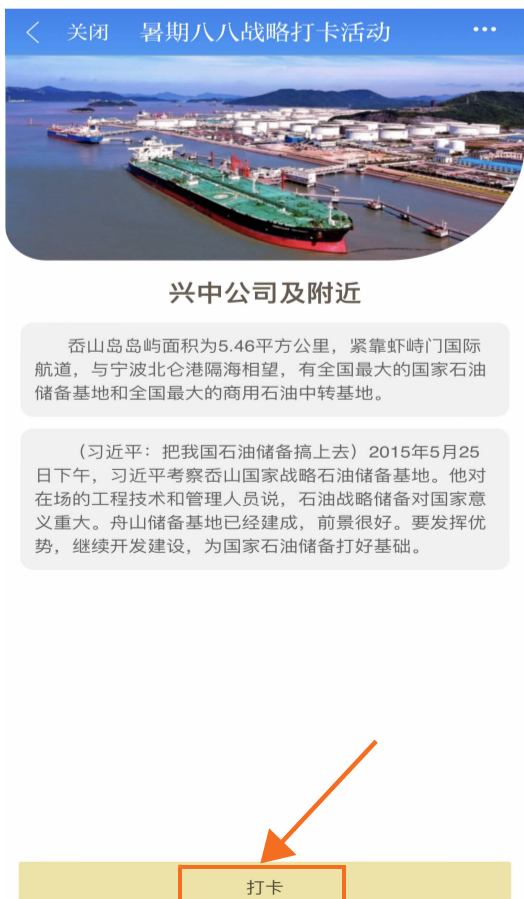 关闭 暑期八八战略打卡活动
兴中公司及附近
岙山岛岛屿面积为5.46平方公里，紧靠虾峙门国际
航道，与宁波北仑港隔海相望，有全国最大的国家石油
储备基地和全国最大的商用石油中转基地。
（习近平：把我国石油储备搞上去）2015年5月25
日下午，习近平考察岙山国家战略石油储备基地。他对
在场的工程技术和管理人员说，石油战略储备对国家意
义重大。舟山储备基地已经建成，前景很好。要发挥优
势，继续开发建设，为国家石油储备打好基础。
打卡